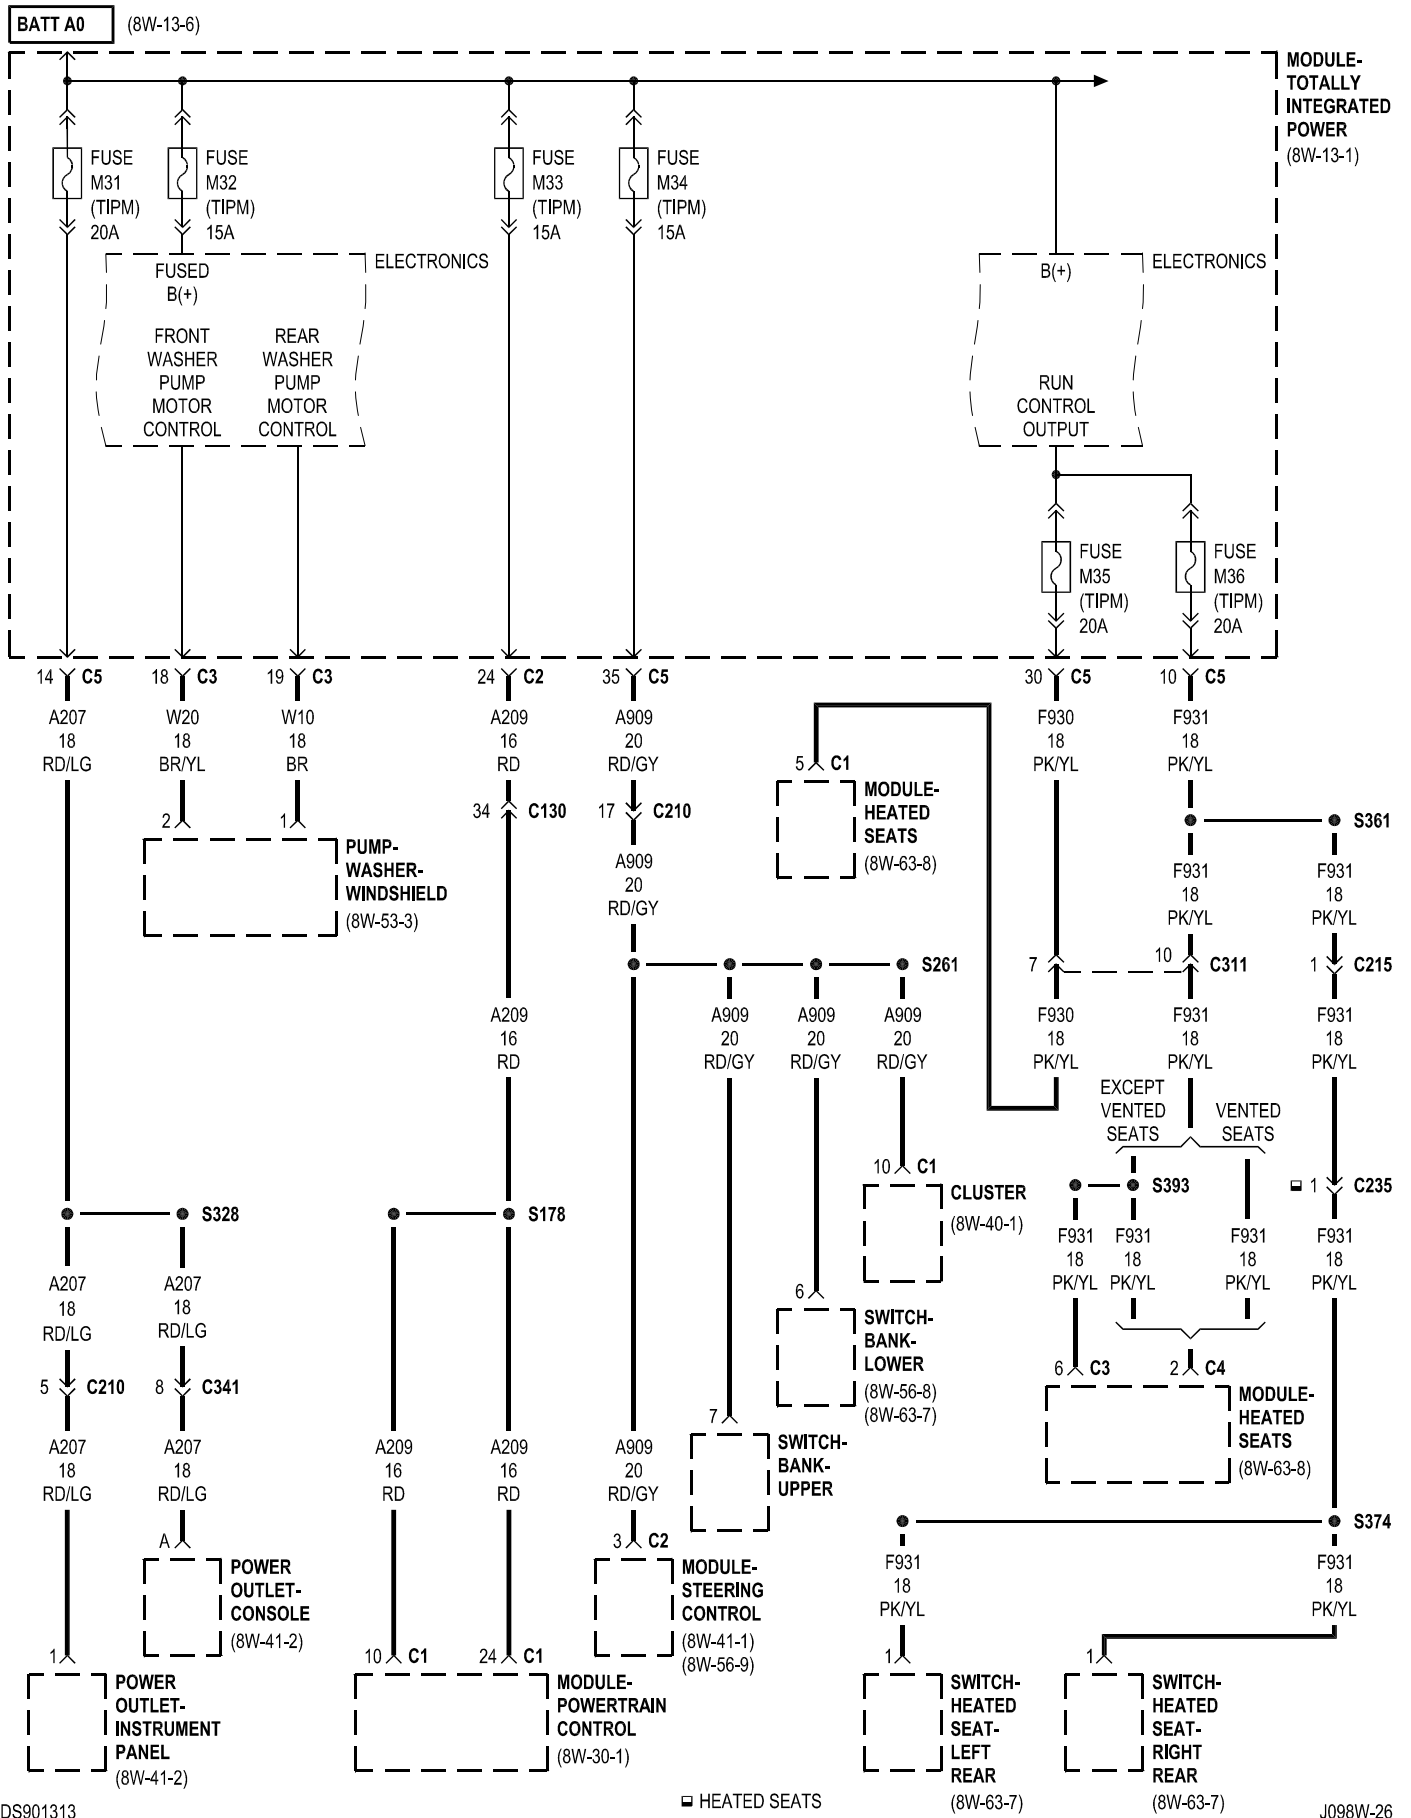 BATT A0 (8W-13-6)
MODULE-
TOTALLY
INTEGRATED
POWER
(8W-13-1)
FUSE
M31
(TIPM)
20A
FUSE
M32
(TIPM)
15A
FUSE
M33
(TIPM)
15A
FUSE
M34
(TIPM)
15A
ELECTRONICS
FUSED
B(+)
FRONT
WASHER
PUMP
MOTOR
CONTROL
REAR
WASHER
PUMP
MOTOR
CONTROL
ELECTRONICS
B(+)
RUN
CONTROL
OUTPUT
FUSE
M35
(TIPM)
20A
FUSE
M36
(TIPM)
20A
14 C5
18 C3
19 C3
24 C2
35 C5
30 C5
10 C5
A207
18
RD/LG
W20
18
BR/YL
W10
18
BR
A209
16
RD
A909
20
RD/GY
F930
18
PK/YL
F931
18
PK/YL
5 C1
MODULE-
HEATED
SEATS
(8W-63-8)
2
1
PUMP-
WASHER-
WINDSHIELD
(8W-53-3)
34 C130
17 C210
A909
20
RD/GY
S361
F931
18
PK/YL
F931
18
PK/YL
S261
7
10 C311
1 C215
A209
16
RD
A909
20
RD/GY
A909
20
RD/GY
A909
20
RD/GY
F930
18
PK/YL
F931
18
PK/YL
F931
18
PK/YL
EXCEPT
VENTED
SEATS
VENTED
SEATS
10 C1
CLUSTER
(8W-40-1)
S393
1 C235
S328
S178
F931
18
PK/YL
F931
18
PK/YL
F931
18
PK/YL
F931
18
PK/YL
A207
18
RD/LG
A207
18
RD/LG
6
SWITCH-
BANK-
LOWER
(8W-56-8)
(8W-63-7)
5 C210
8 C341
6 C3
2 C4
MODULE-
HEATED
SEATS
(8W-63-8)
7
SWITCH-
BANK-
UPPER
A207
18
RD/LG
A207
18
RD/LG
A209
16
RD
A209
16
RD
A909
20
RD/GY
S374
A
POWER
OUTLET-
CONSOLE
(8W-41-2)
3 C2
MODULE-
STEERING
CONTROL
(8W-41-1)
(8W-56-9)
F931
18
PK/YL
F931
18
PK/YL
1
POWER
OUTLET-
INSTRUMENT
PANEL
(8W-41-2)
10 C1
24 C1
MODULE-
POWERTRAIN
CONTROL
(8W-30-1)
1
SWITCH-
HEATED
SEAT-
LEFT
REAR
(8W-63-7)
1
SWITCH-
HEATED
SEAT-
RIGHT
REAR
(8W-63-7)
DS901313
HEATED SEATS
J098W-26